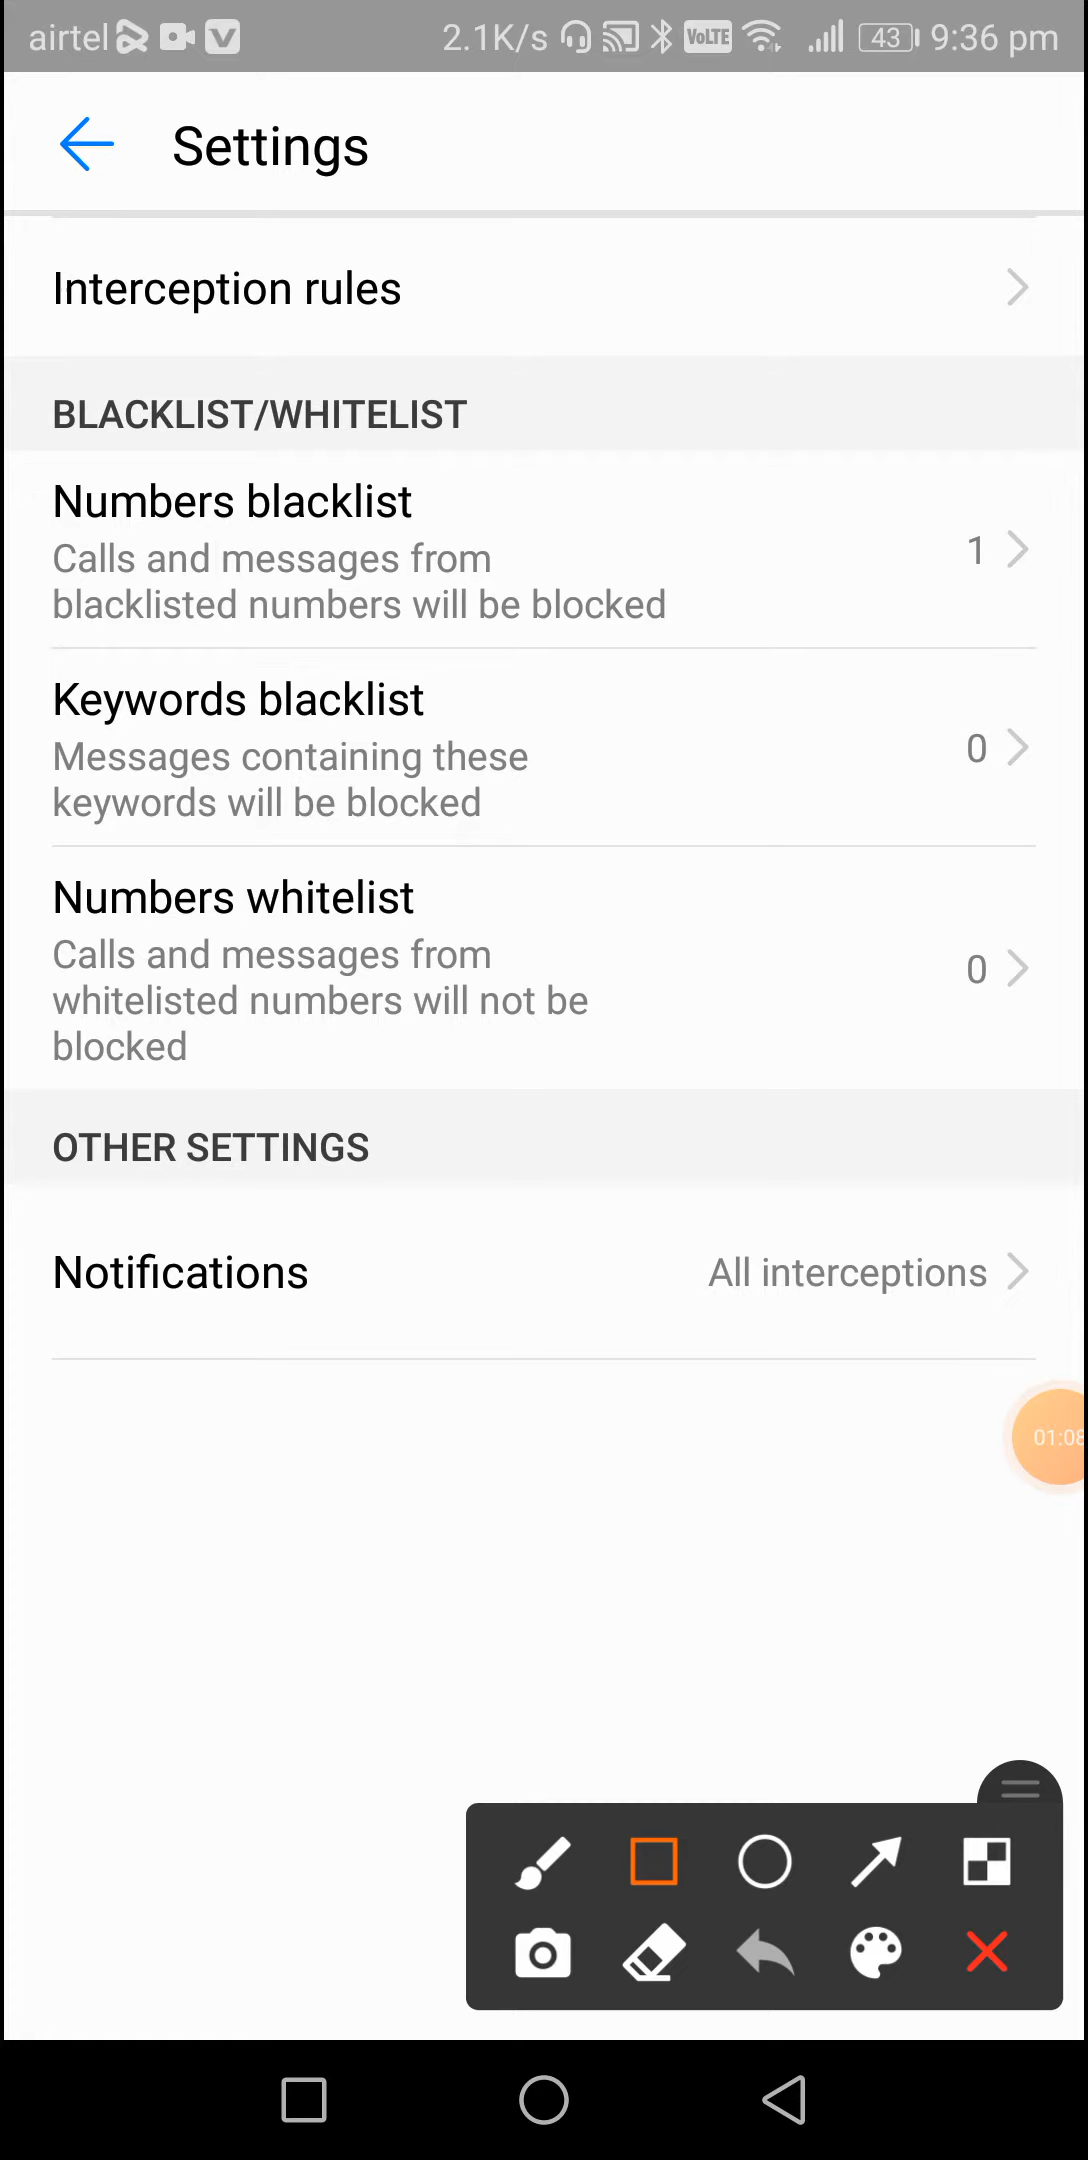 airtel 2.1K/s VoLTE 43 9:36 pm
Settings
Interception rules
BLACKLIST/WHITELIST
Numbers blacklist
Calls and messages from
blacklisted numbers will be blocked
1
Keywords blacklist
Messages containing these
keywords will be blocked
0
Numbers whitelist
Calls and messages from
whitelisted numbers will not be
blocked
0
OTHER SETTINGS
Notifications All interceptions
01:08